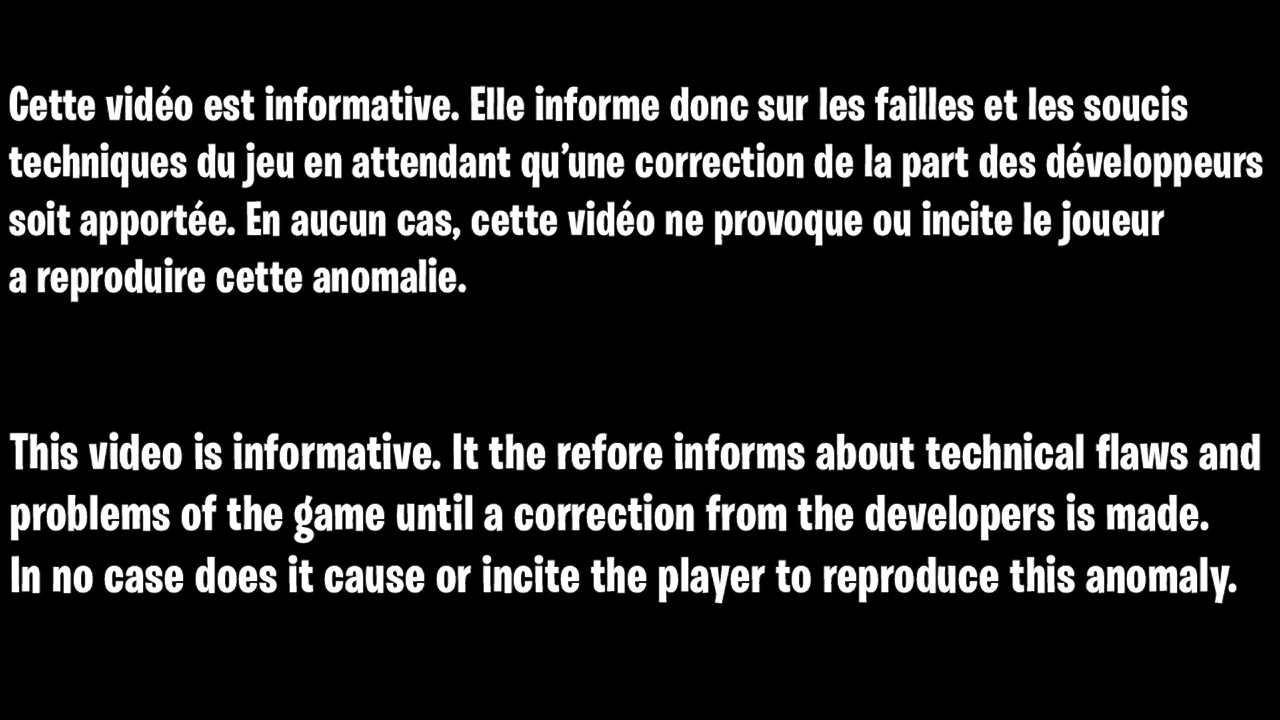 Cette vidéo est informative. Elle informe donc sur les failles et les soucis
techniques du jeu en attendant qu’une correction de la part des développeurs
soit apportée. En aucun cas, cette vidéo ne provoque ou incite le joueur
a reproduire cette anomalie.
This video is informative. It the refore informs about technical flaws and
problems of the game until a correction from the developers is made.
In no case does it cause or incite the player to reproduce this anomaly.